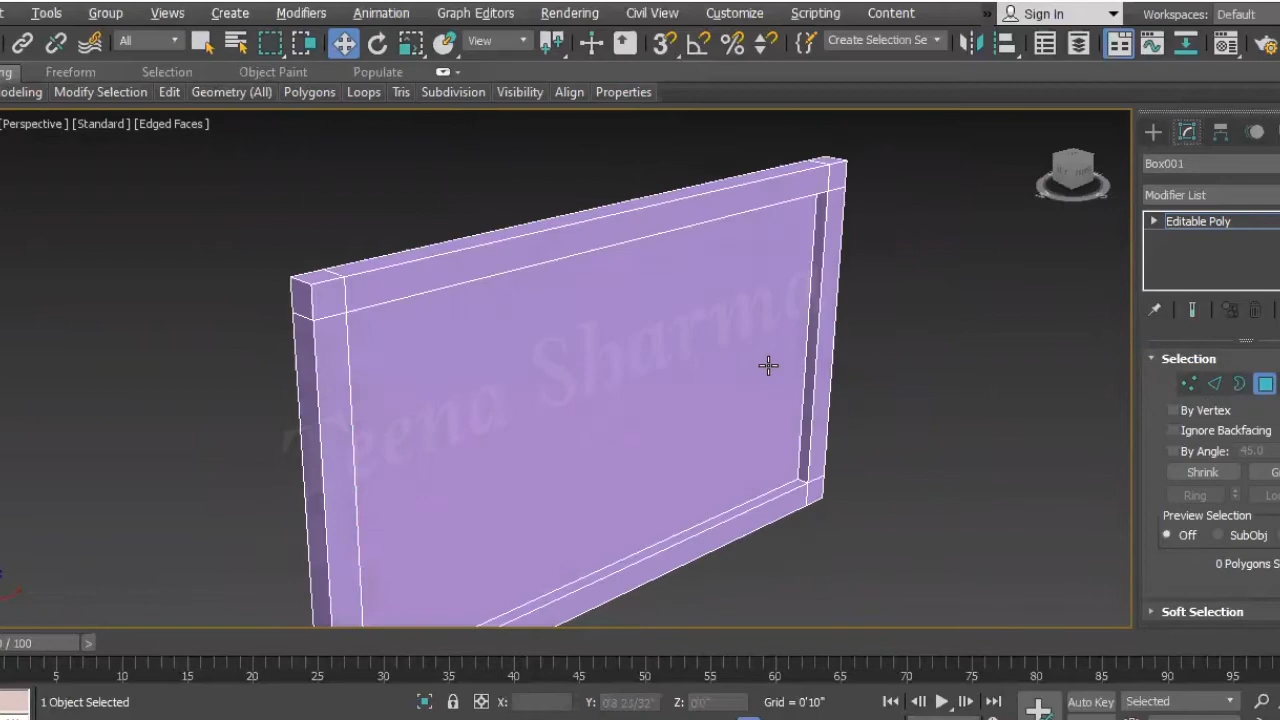 Tools Group Views Create Modifiers Animation Graph Editors Rendering Civil View Customize Scripting Content » Sign In Workspaces: Default
All View Create Selection Se
Freeform Selection Object Paint Populate
Modify Selection Edit Geometry (All) Polygons Loops Tris Subdivision Visibility Align Properties
[Perspective ] [Standard ] [Edged Faces ]
Box001
Modifier List
Editable Poly
Teena Sharma
Selection
By Vertex
Ignore Backfacing
By Angle: 45.0
Shrink
Ring
Preview Selection
Off SubObj
0 Polygons S
Soft Selection
/ 100 >
5 10 15 20 25 30 35 40 45 50 55 60 65 70 75 80 85 90 95
1 Object Selected X: Y: Z: 0'0" Grid = 0'10" Auto Key Selected